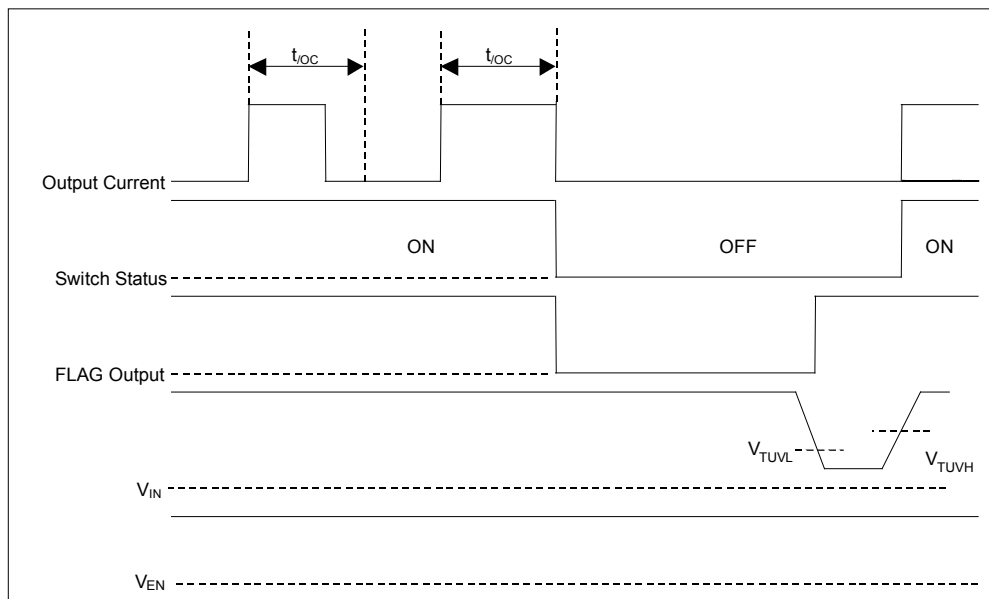 t/OC t/OC
Output Current
ON OFF ON
Switch Status
FLAG Output
VTUVL VTUVH
VIN
VEN